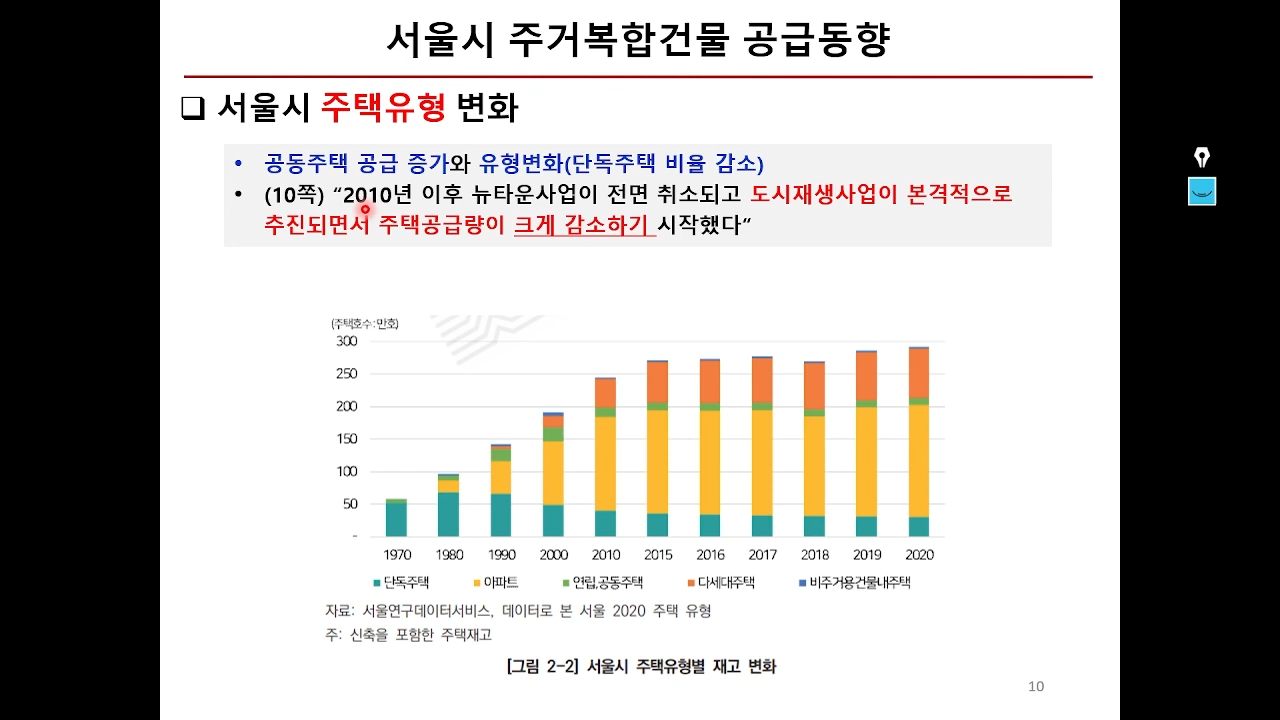 서울시 주거복합건물 공급동향
❑ 서울시 주택유형 변화
• 공동주택 공급 증가와 유형변화(단독주택 비율 감소)
• (10쪽) “2010년 이후 뉴타운사업이 전면 취소되고 도시재생사업이 본격적으로
추진되면서 주택공급량이 크게 감소하기 시작했다“
(주택호수:만호)
300
250
200
150
100
50
-
1970 1980 1990 2000 2010 2015 2016 2017 2018 2019 2020
단독주택 아파트 연립,공동주택 다세대주택 비주거용건물내주택
자료: 서울연구데이터서비스, 데이터로 본 서울 2020 주택 유형
주: 신축을 포함한 주택재고
[그림 2-2] 서울시 주택유형별 재고 변화
10